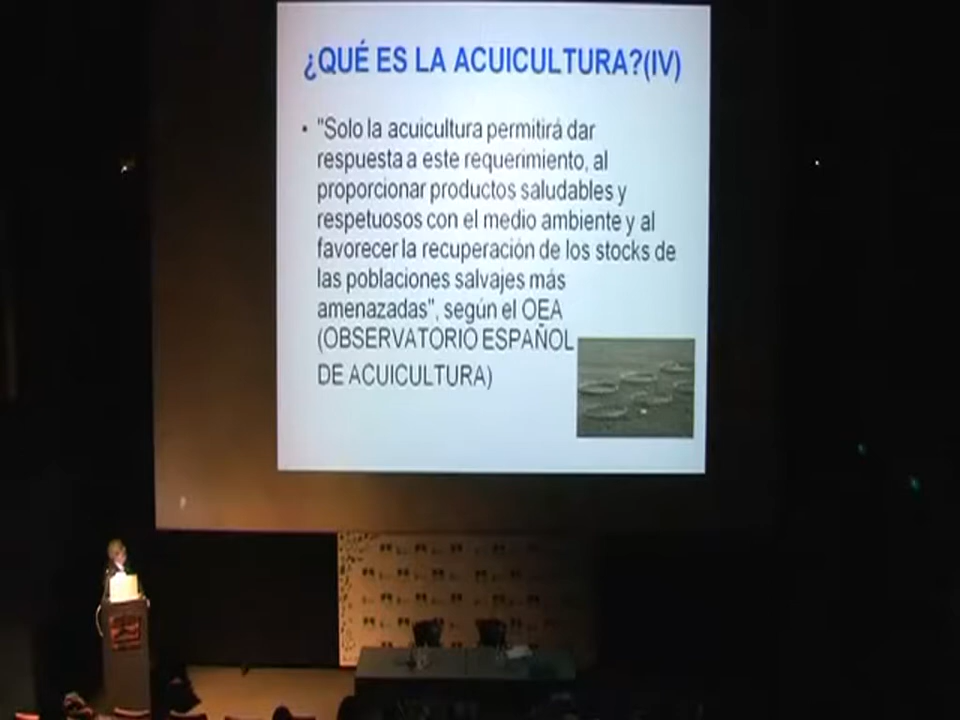 ¿QUÉ ES LA ACUICULTURA?(IV)
• "Solo la acuicultura permitirá dar
respuesta a este requerimiento, al
proporcionar productos saludables y
respetuosos con el medio ambiente y al
favorecer la recuperación de los stocks de
las poblaciones salvajes más
amenazadas", según el OEA
(OBSERVATORIO ESPAÑOL
DE ACUICULTURA)